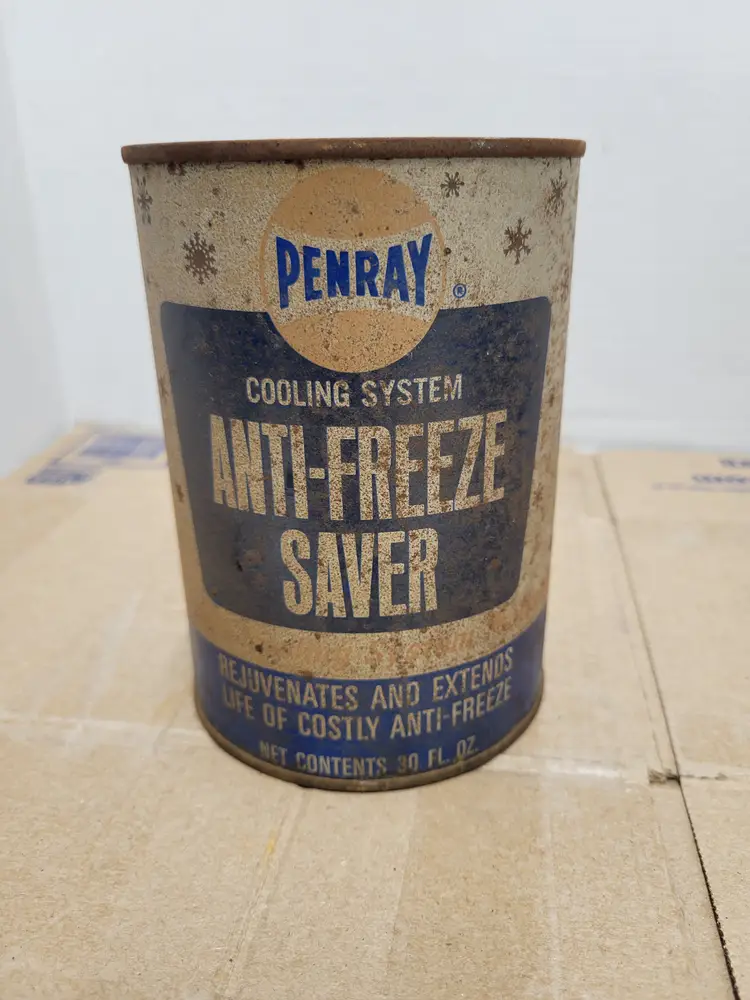 PENRAY ®
COOLING SYSTEM
ANTI-FREEZE
SAVER
REJUVENATES AND EXTENDS
LIFE OF COSTLY ANTI-FREEZE
NET CONTENTS 30 FL. OZ.